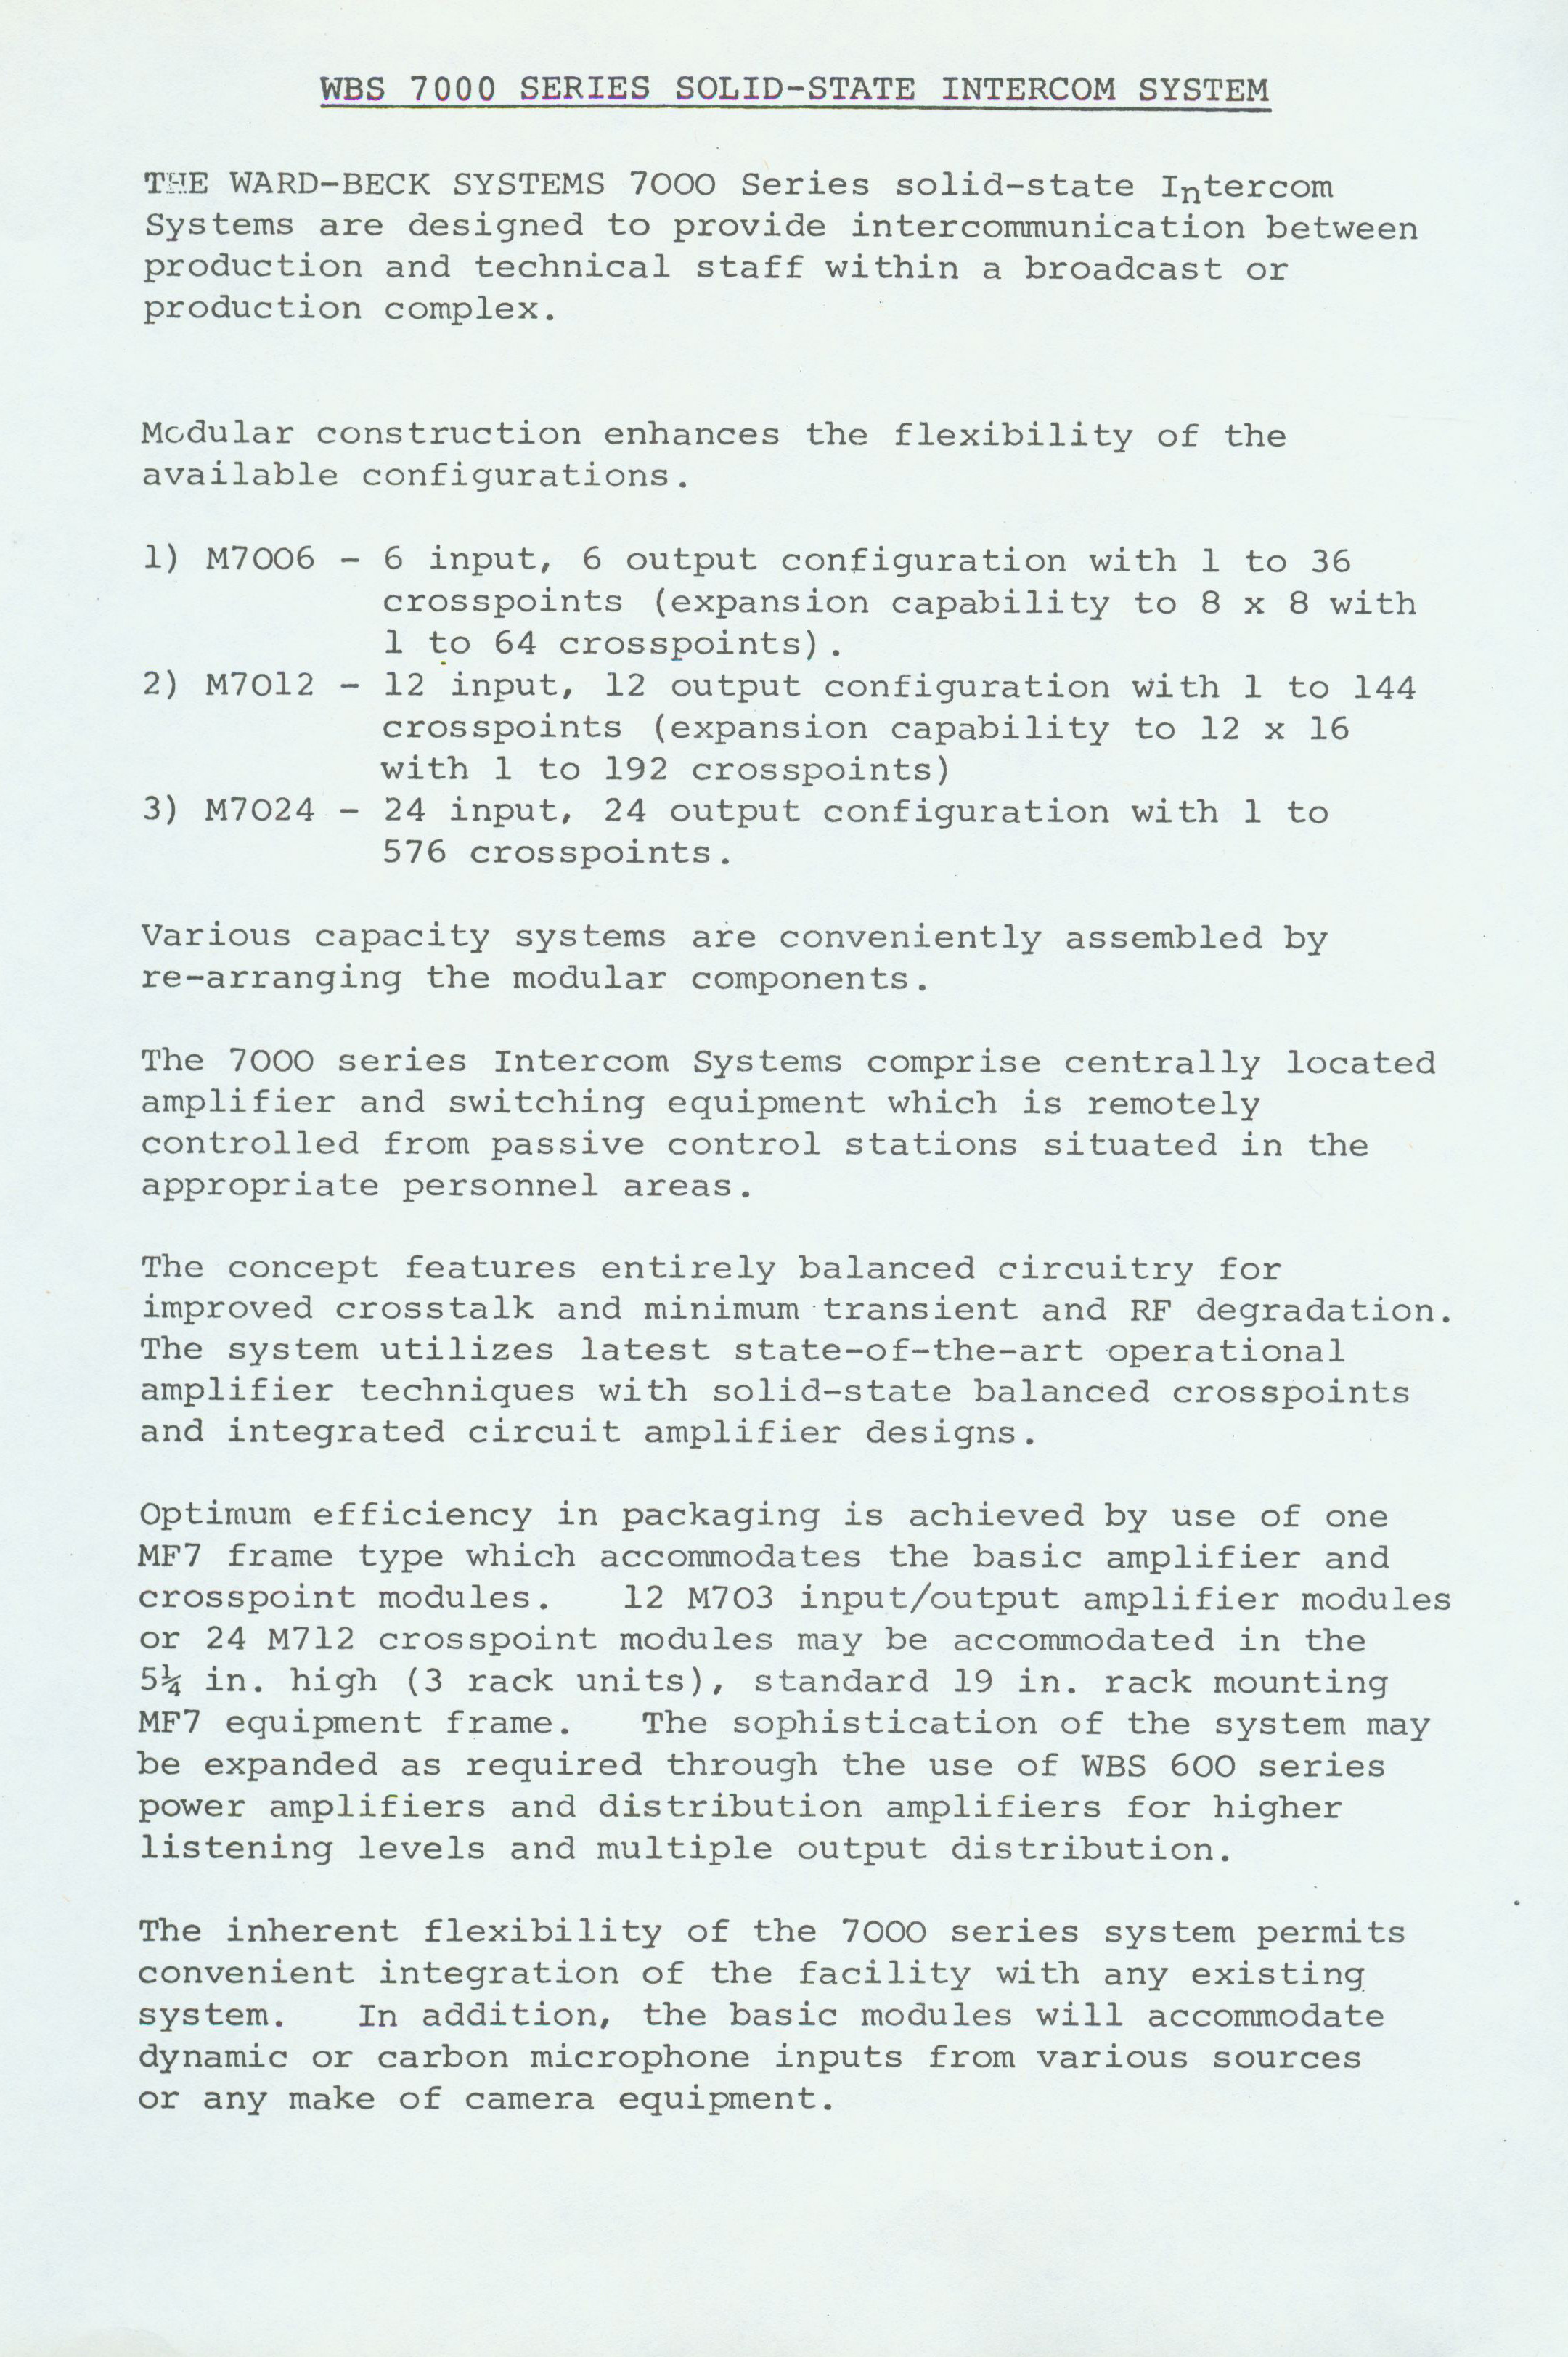 WBS 7000 SERIES SOLID-STATE INTERCOM SYSTEM
THE WARD-BECK SYSTEMS 7000 Series solid-state Intercom
Systems are designed to provide intercommunication between
production and technical staff within a broadcast or
production complex.
Modular construction enhances the flexibility of the
available configurations.
1) M7006 - 6 input, 6 output configuration with 1 to 36
crosspoints (expansion capability to 8 x 8 with
1 to 64 crosspoints).
2) M7012 - 12 input, 12 output configuration with 1 to 144
crosspoints (expansion capability to 12 x 16
with 1 to 192 crosspoints)
3) M7024 - 24 input, 24 output configuration with 1 to
576 crosspoints.
Various capacity systems are conveniently assembled by
re-arranging the modular components.
The 7000 series Intercom Systems comprise centrally located
amplifier and switching equipment which is remotely
controlled from passive control stations situated in the
appropriate personnel areas.
The concept features entirely balanced circuitry for
improved crosstalk and minimum transient and RF degradation.
The system utilizes latest state-of-the-art operational
amplifier techniques with solid-state balanced crosspoints
and integrated circuit amplifier designs.
Optimum efficiency in packaging is achieved by use of one
MF7 frame type which accommodates the basic amplifier and
crosspoint modules. 12 M703 input/output amplifier modules
or 24 M712 crosspoint modules may be accommodated in the
5¼ in. high (3 rack units), standard 19 in. rack mounting
MF7 equipment frame. The sophistication of the system may
be expanded as required through the use of WBS 600 series
power amplifiers and distribution amplifiers for higher
listening levels and multiple output distribution.
The inherent flexibility of the 7000 series system permits
convenient integration of the facility with any existing
system. In addition, the basic modules will accommodate
dynamic or carbon microphone inputs from various sources
or any make of camera equipment.